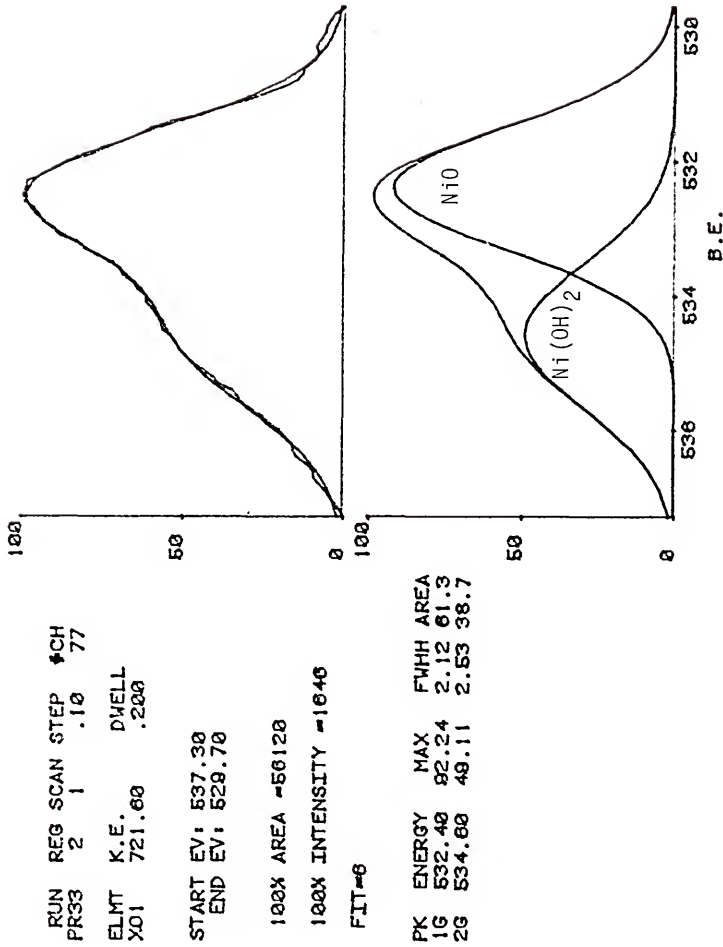 RUN REG SCAN STEP #CH
PR33 2 1 .10 77
ELMT K.E. DWELL
XO1 721.60 .200
START EV: 537.30
END EV: 529.70
100% AREA =56120
100% INTENSITY =1646
FIT=6
PK ENERGY MAX FWHH AREA
1G 532.40 92.24 2.12 61.3
2G 534.60 49.11 2.53 38.7
100
50
0
100
50
0
NiO
Ni(OH)2
536 534 532 530
B.E.